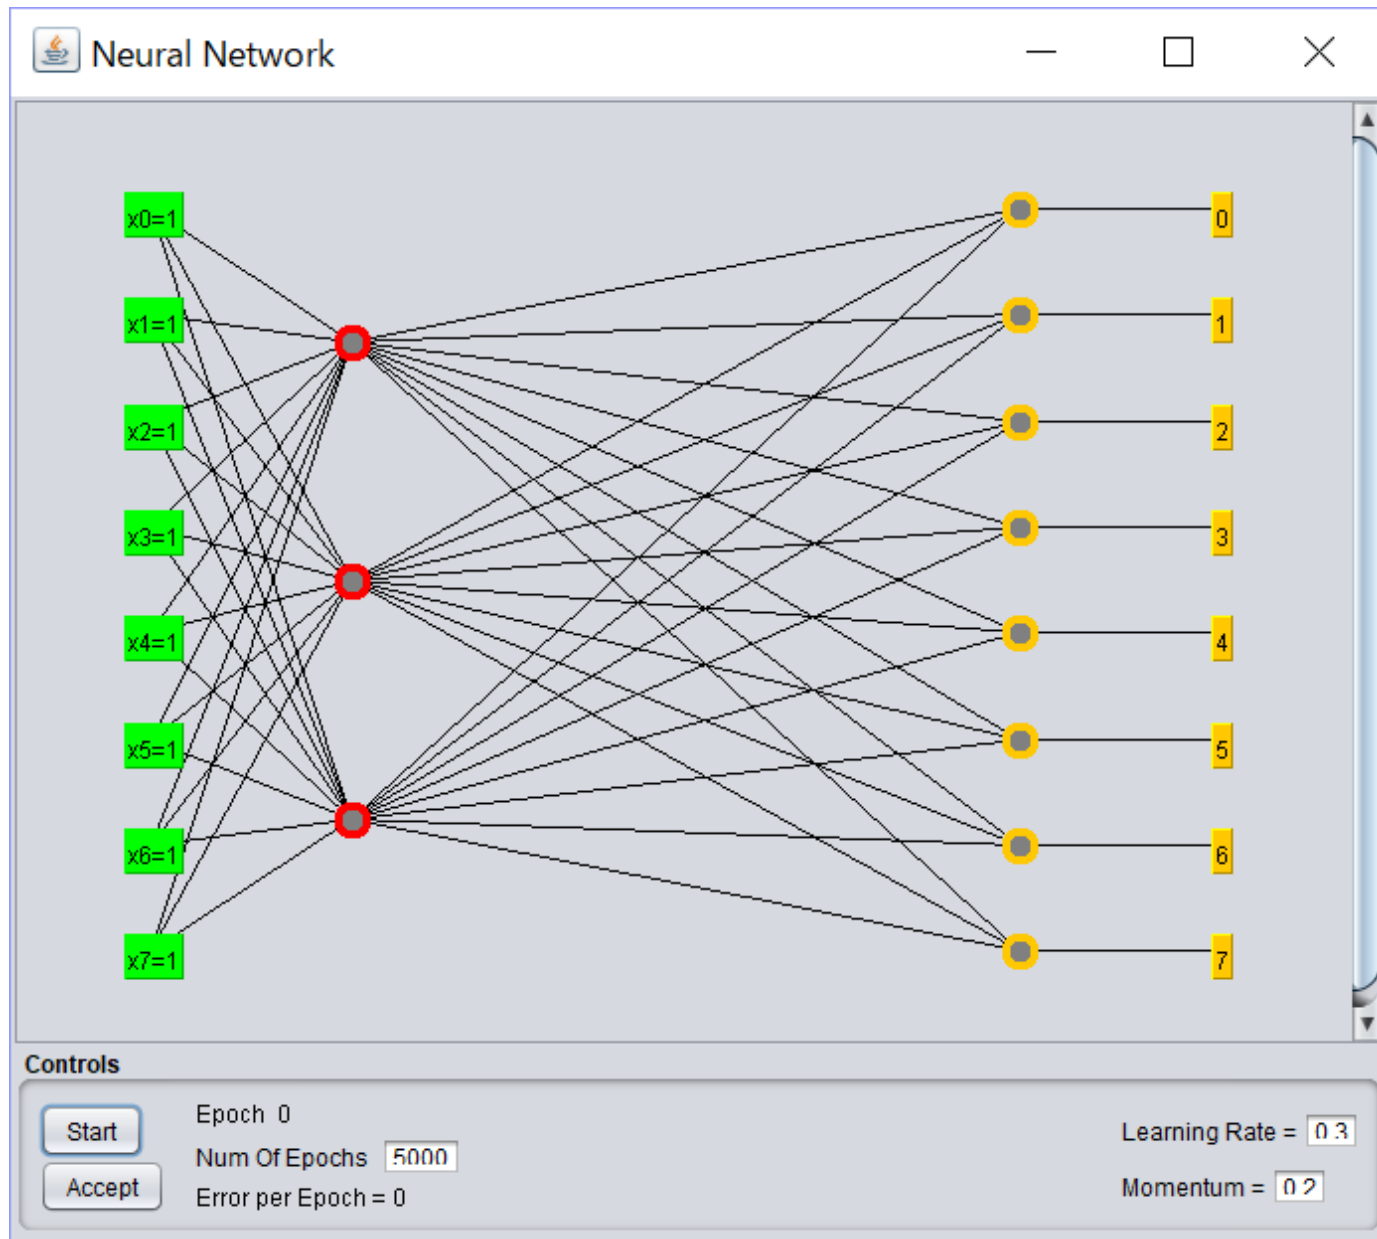 Neural Network
x0=1 0
x1=1 1
x2=1 2
x3=1 3
x4=1 4
x5=1 5
x6=1 6
x7=1 7
Controls
Start
Accept
Epoch 0
Num Of Epochs 5000
Error per Epoch = 0
Learning Rate = 0.3
Momentum = 0.2